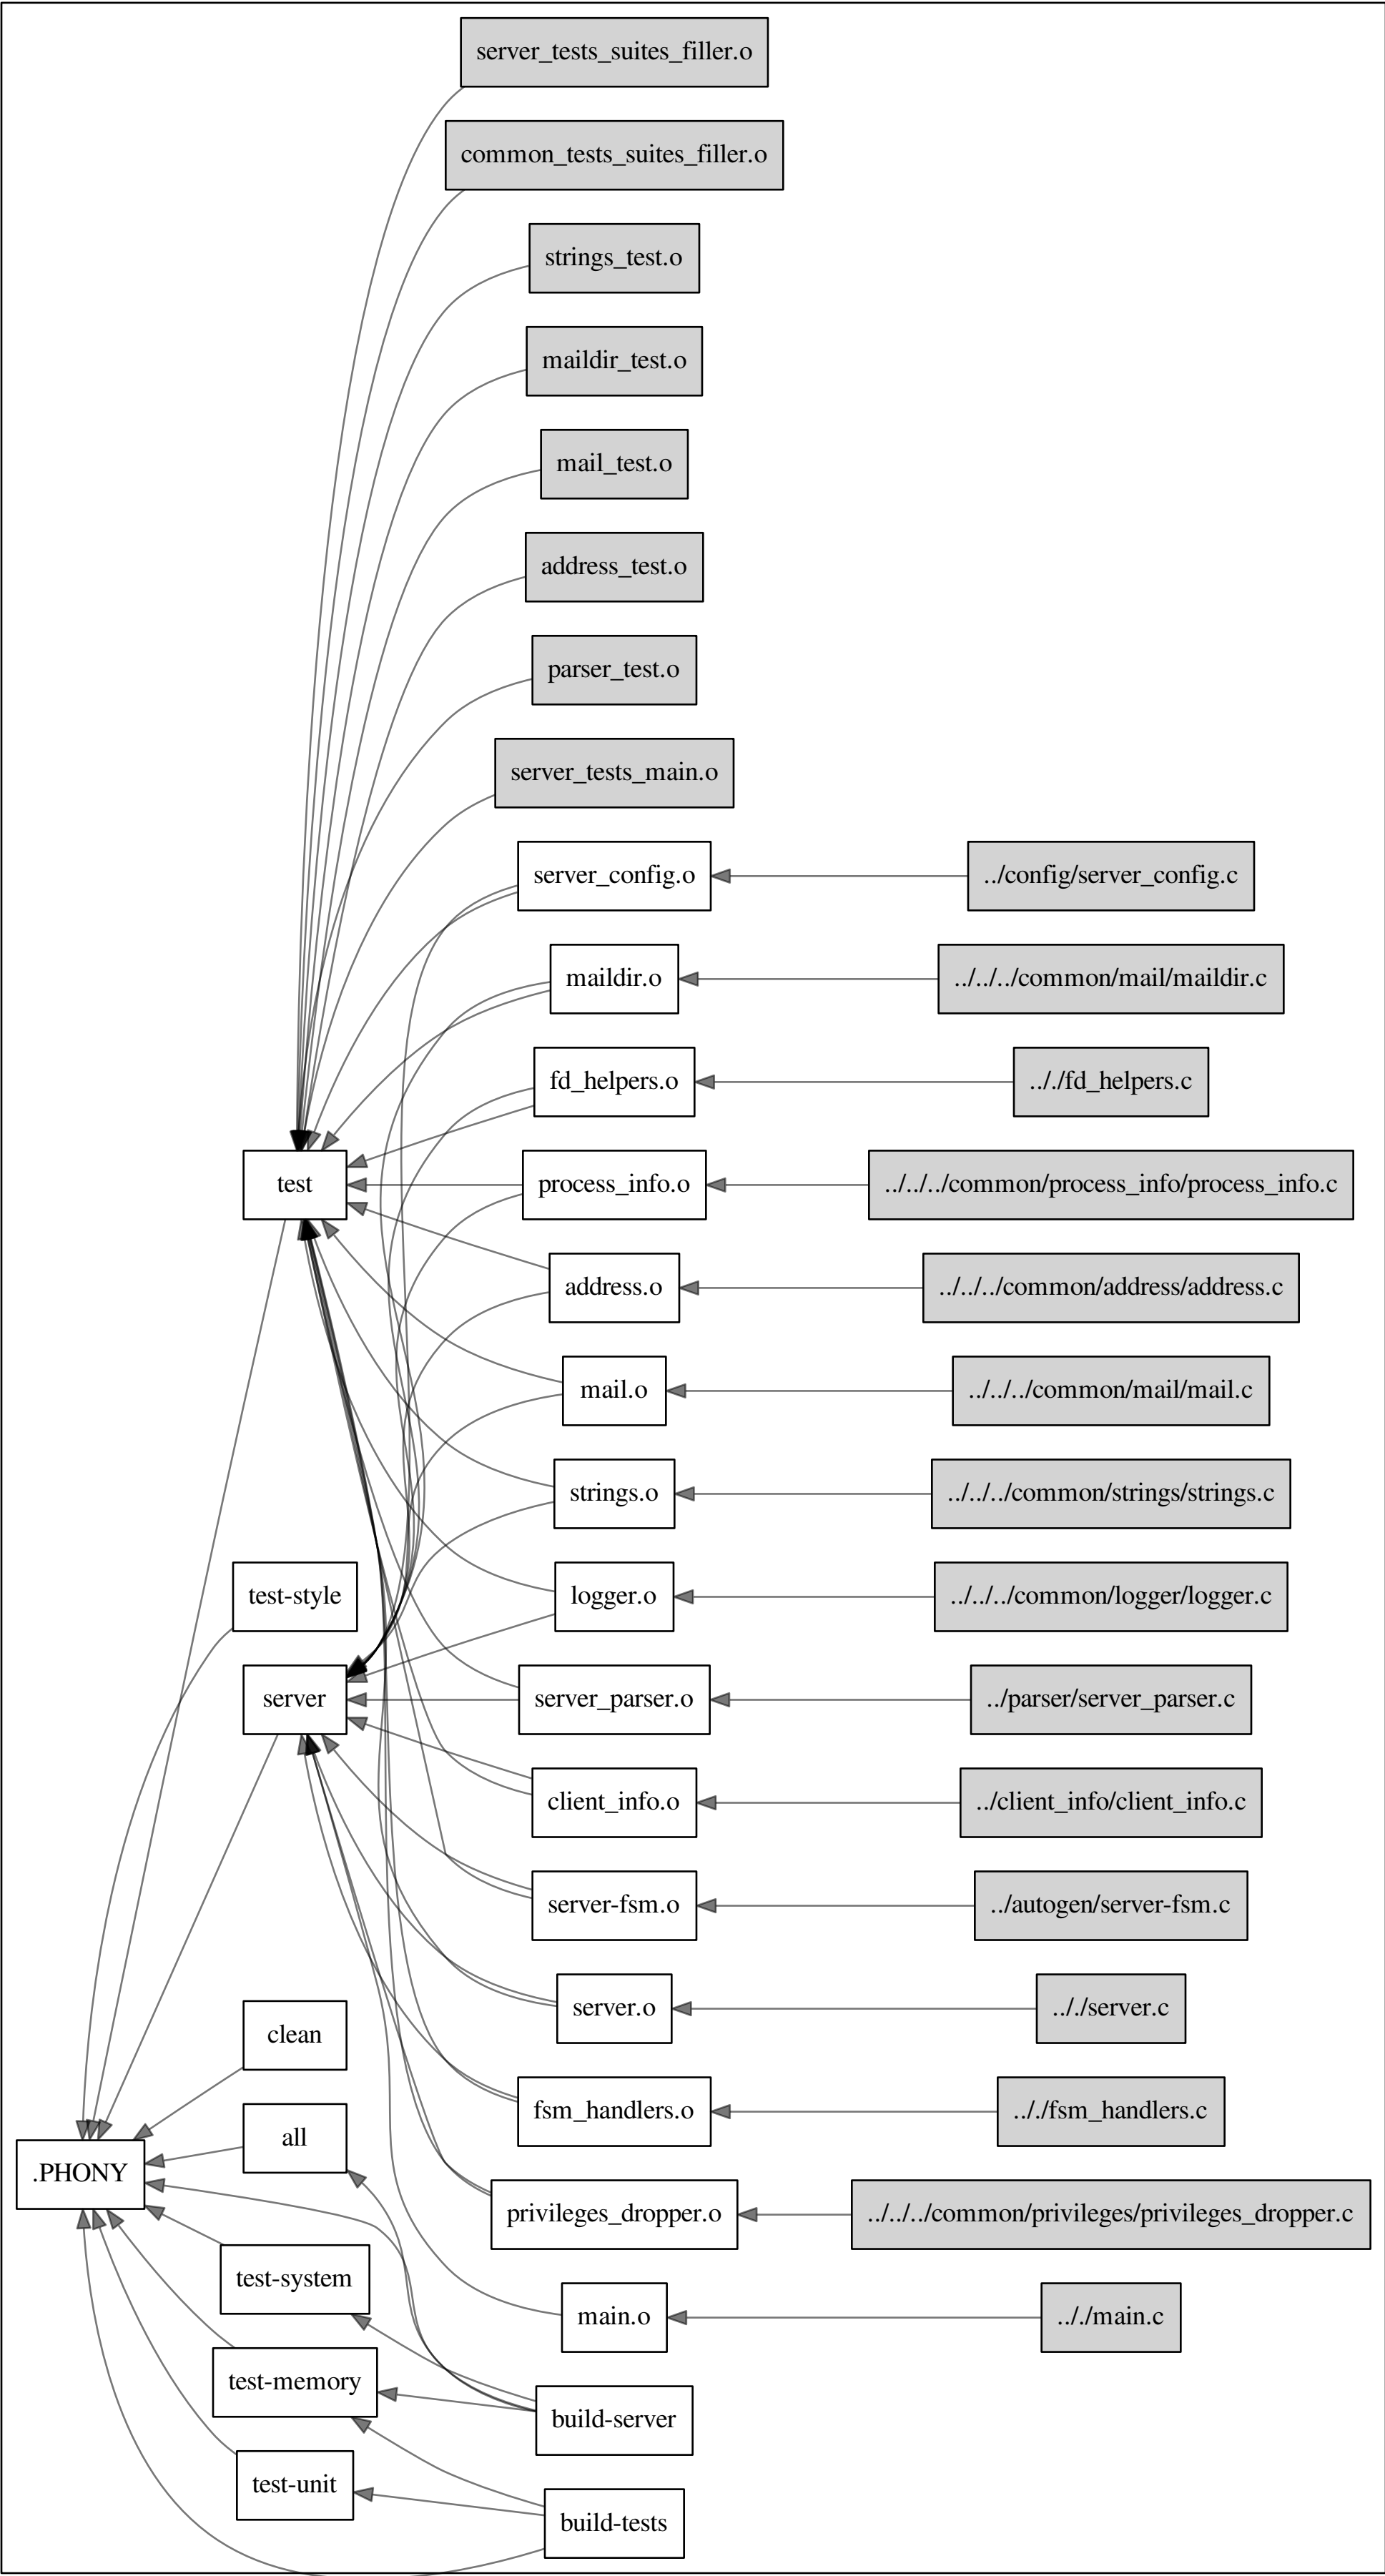 server_tests_suites_filler.o
common_tests_suites_filler.o
strings_test.o
maildir_test.o
mail_test.o
address_test.o
parser_test.o
server_tests_main.o
server_config.o
../config/server_config.c
maildir.o
../../../common/mail/maildir.c
fd_helpers.o
.././fd_helpers.c
test
process_info.o
../../../common/process_info/process_info.c
address.o
../../../common/address/address.c
mail.o
../../../common/mail/mail.c
strings.o
../../../common/strings/strings.c
test-style
logger.o
../../../common/logger/logger.c
server
server_parser.o
../parser/server_parser.c
client_info.o
../client_info/client_info.c
server-fsm.o
../autogen/server-fsm.c
server.o
.././server.c
clean
fsm_handlers.o
.././fsm_handlers.c
all
.PHONY
privileges_dropper.o
../../../common/privileges/privileges_dropper.c
test-system
main.o
.././main.c
test-memory
build-server
test-unit
build-tests